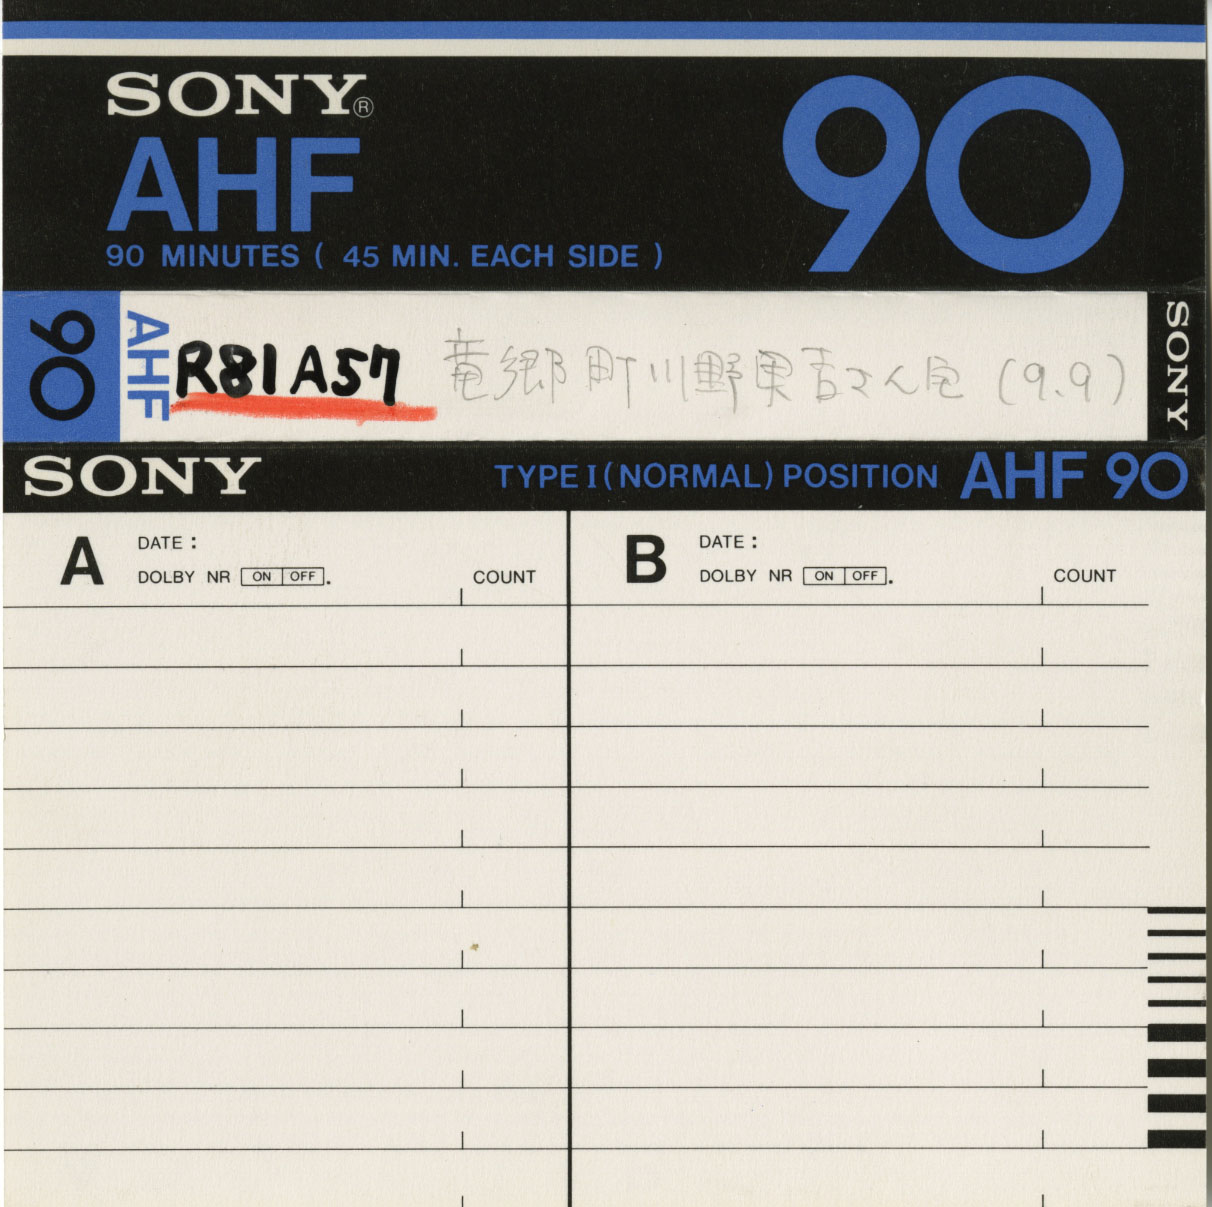 SONY®
AHF
90
90 MINUTES ( 45 MIN. EACH SIDE )
90
AHF
R81A57 竜郷町川野果吉さん宅 (9.9)
SONY
SONY TYPE I (NORMAL) POSITION AHF 90
A DATE :
DOLBY NR ON OFF . COUNT
B DATE :
DOLBY NR ON OFF . COUNT